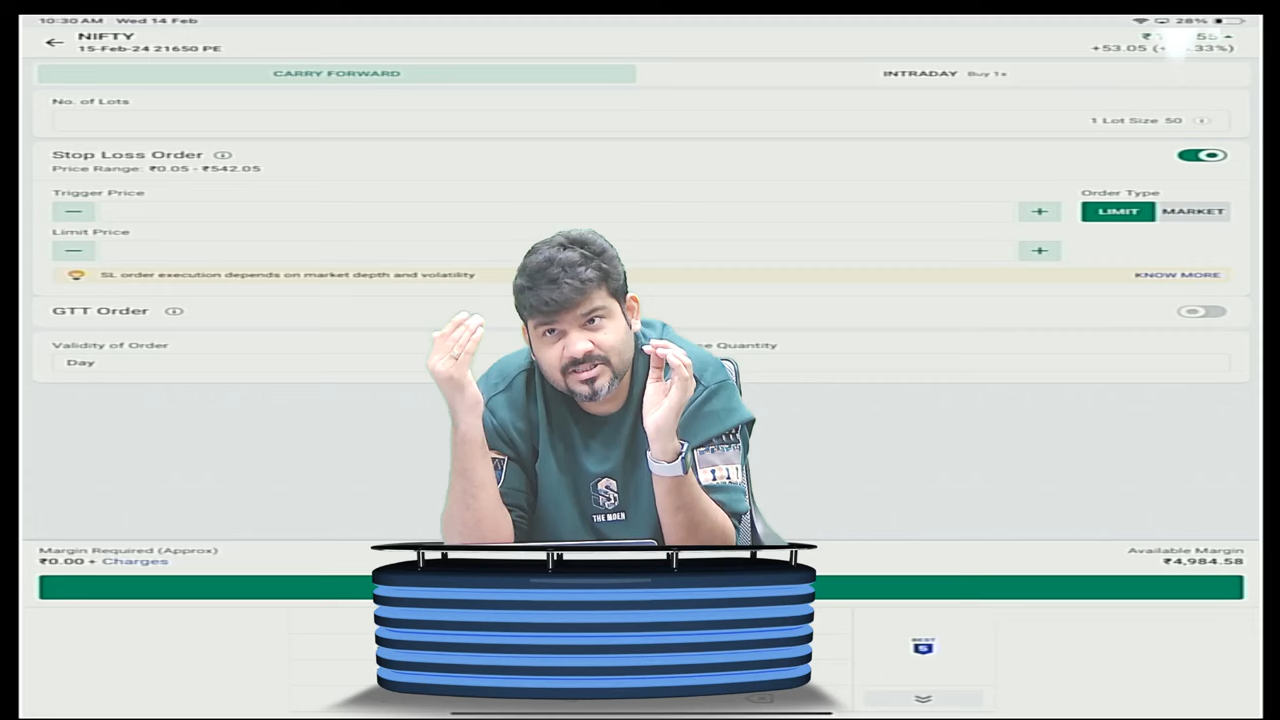 10:30 AM Wed 14 Feb
28%
NIFTY
15-Feb-24 21650 PE
+53.05
CARRY FORWARD
INTRADAY Buy 1x
No. of Lots
1 Lot Size 50
Stop Loss Order
Price Range: ₹0.05 - ₹542.05
Trigger Price
Order Type
LIMIT MARKET
Limit Price
SL order execution depends on market depth and volatility
KNOW MORE
GTT Order
Validity of Order
Quantity
Day
THE MOEN
Margin Required (Approx)
Available Margin
₹0.00 + Charges
₹4,984.58
BEST
5